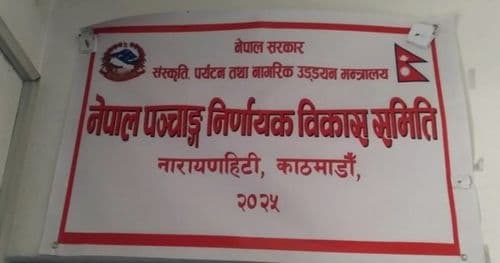 नेपाल सरकार
संस्कृति, पर्यटन तथा नागरिक उड्डयन मन्त्रालय
नेपाल पञ्चाङ्ग निर्णायक विकास समिति
नारायणहिटी, काठमाडौँ,
२०२५